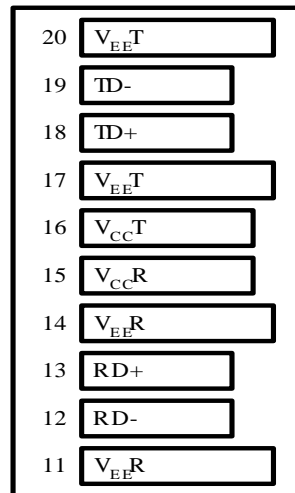 20 VEET
19 TD-
18 TD+
17 VEET
16 VCCT
15 VCCR
14 VEER
13 RD+
12 RD-
11 VEER